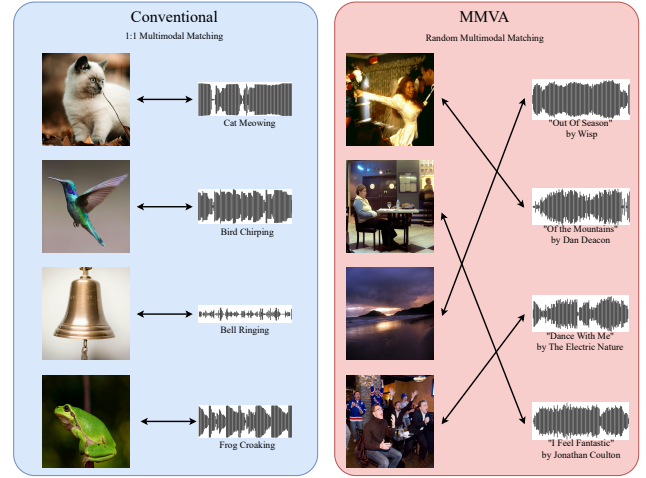 Conventional
1:1 Multimodal Matching
Cat Meowing
Bird Chirping
Bell Ringing
Frog Croaking
MMVA
Random Multimodal Matching
"Out Of Season"
by Wisp
"Of the Mountains"
by Dan Deacon
"Dance With Me"
by The Electric Nature
"I Feel Fantastic"
by Jonathan Coulton